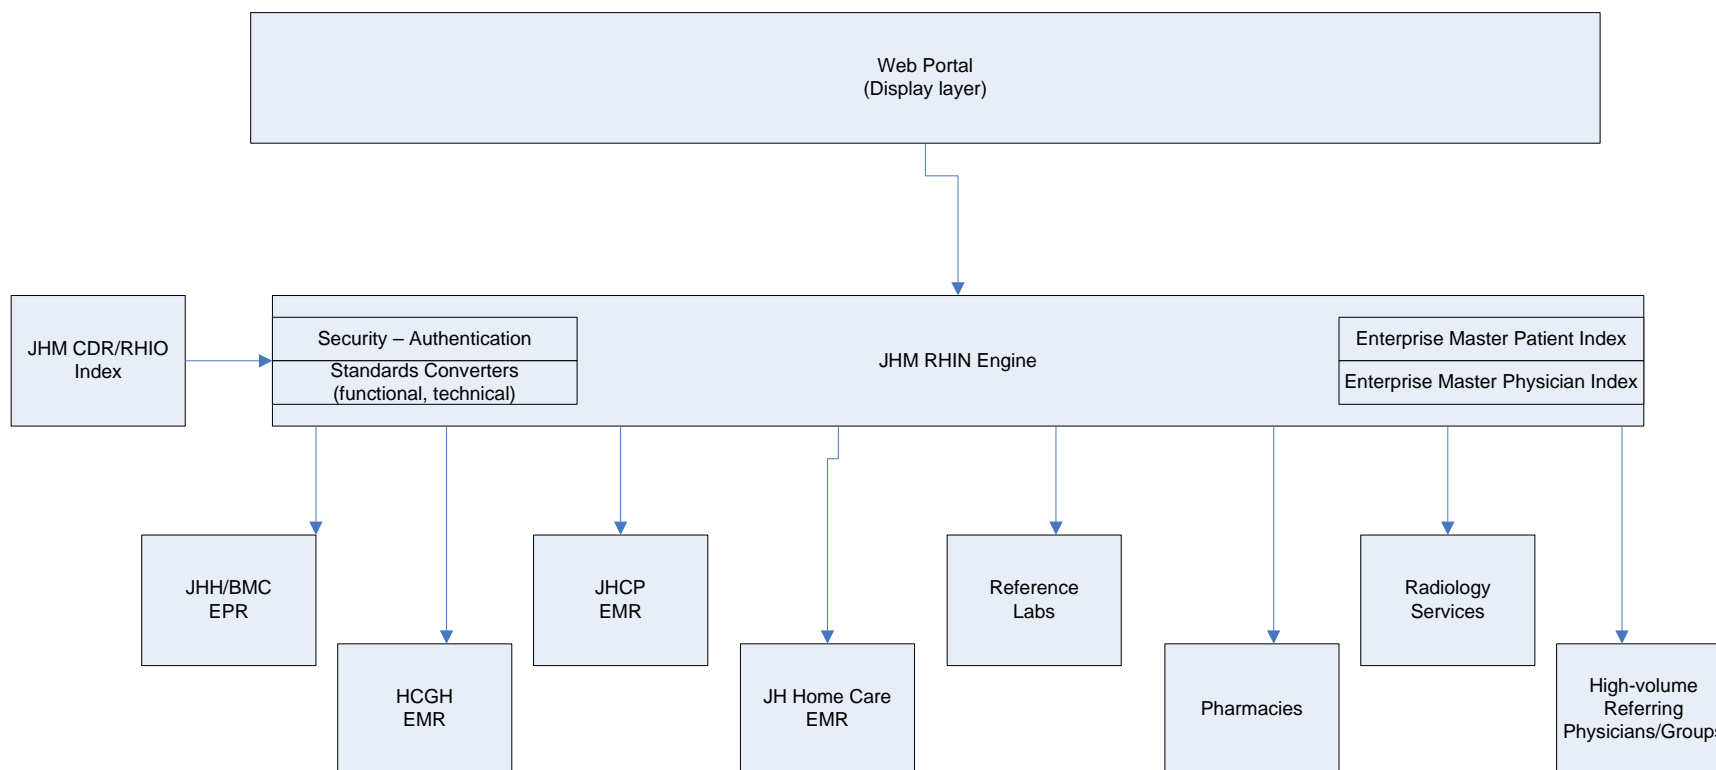 Web Portal
(Display layer)
JHM CDR/RHIO
Index
Security – Authentication
Standards Converters
(functional, technical)
JHM RHIN Engine
Enterprise Master Patient Index
Enterprise Master Physician Index
JHH/BMC
EPR
HCGH
EMR
JHCP
EMR
JH Home Care
EMR
Reference
Labs
Pharmacies
Radiology
Services
High-volume
Referring
Physicians/Groups